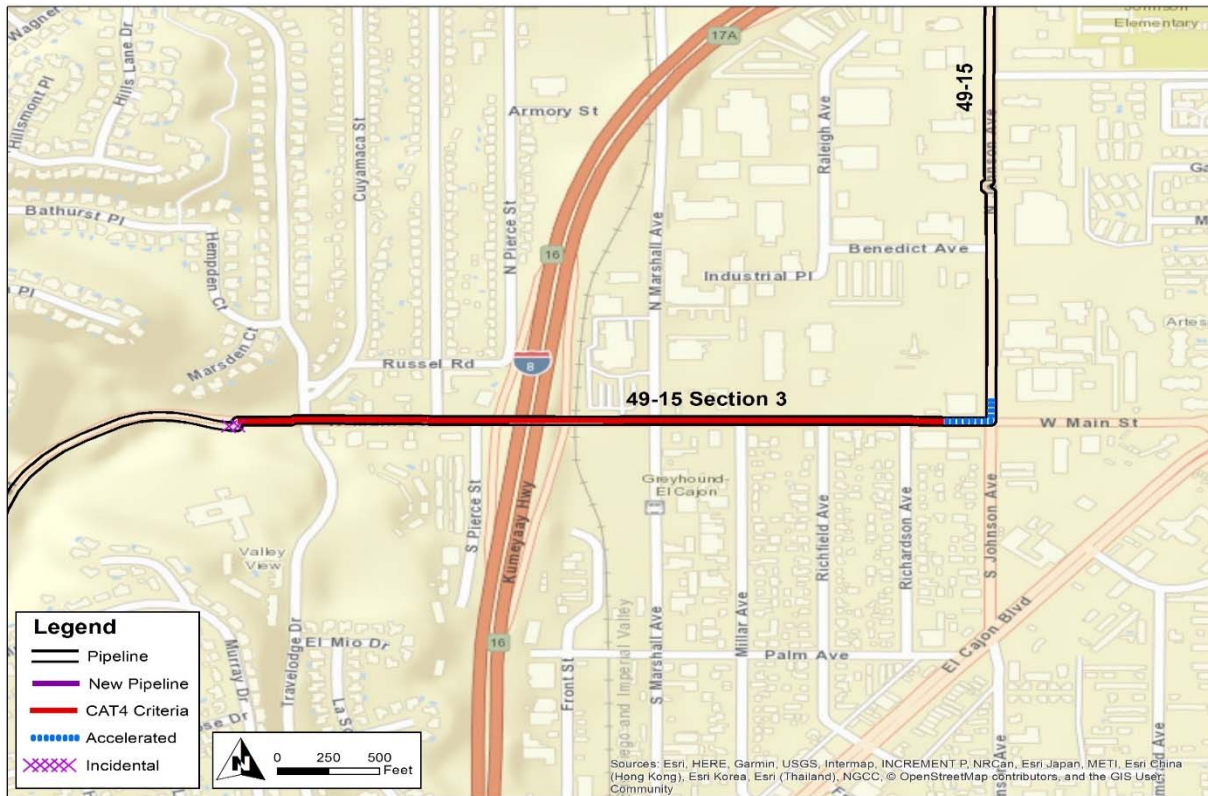 Wagner
Hillsmont Pl
Hills Lane Dr
Bathurst Pl
Hempden Ct
Marsden Ct
Pl
Cuyamaca St
N Pierce St
Armory St
17A
16
Russel Rd
8
N Marshall Ave
Raleigh Ave
Industrial Pl
Benedict Ave
49-15
Elementary
49-15 Section 3
W Main St
S Pierce St
Kumeyaay Hwy
Greyhound-
El Cajon
Richfield Ave
Richardson Ave
S Johnson Ave
El Cajon Blvd
Valley
View
Travelodge Dr
Murray Dr
El Mio Dr
16
Front St
S Marshall Ave
Millar Ave
Palm Ave
Legend
Pipeline
New Pipeline
CAT4 Criteria
Accelerated
Incidental
N
0 250 500
Feet
Sources: Esri, HERE, Garmin, USGS, Intermap, INCREMENT P, NRCan, Esri Japan, METI, Esri China
(Hong Kong), Esri Korea, Esri (Thailand), NGCC, © OpenStreetMap contributors, and the GIS User
Community